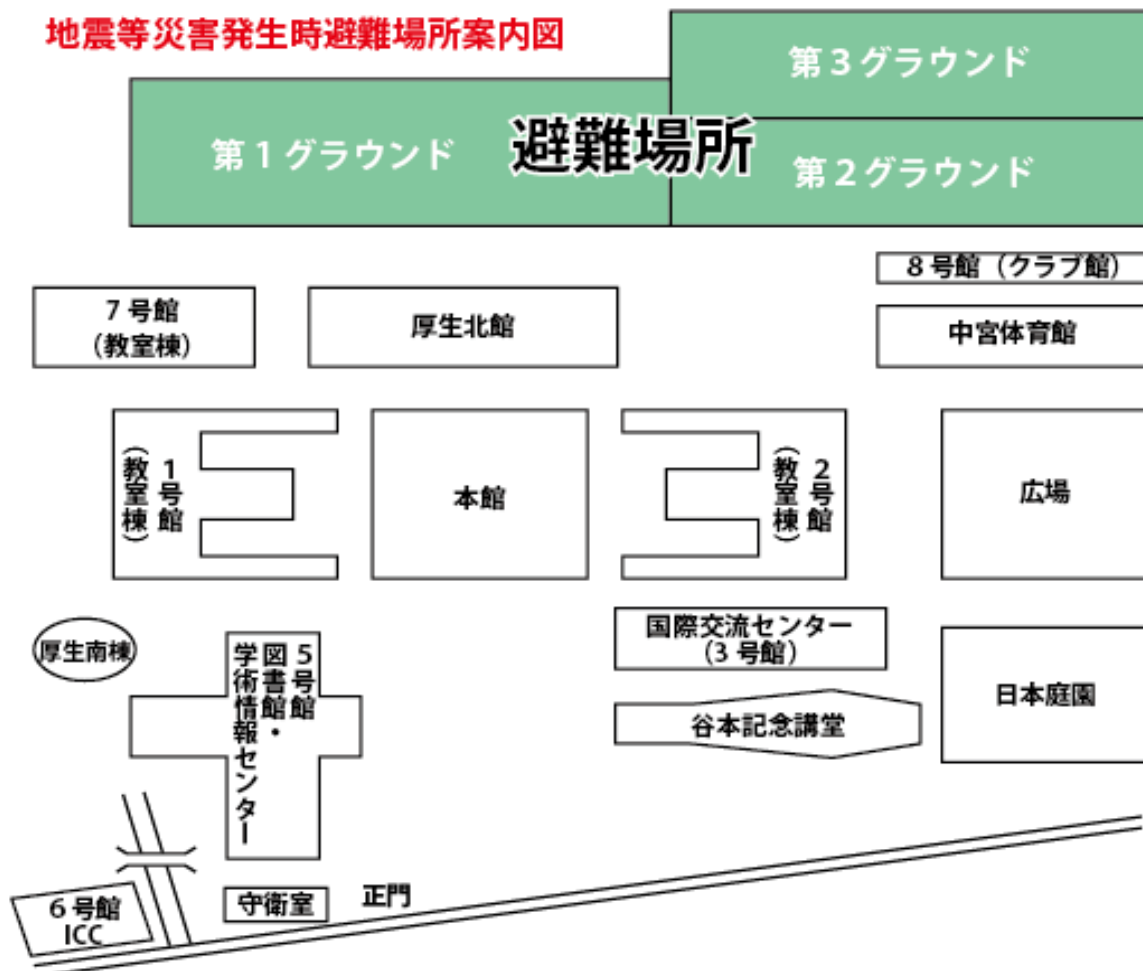 地震等災害発生時避難場所案内図
第3グラウンド
第1グラウンド
避難場所
第2グラウンド
8号館（クラブ館）
7号館
（教室棟）
厚生北館
中宮体育館
1号館
（教室棟）
本館
2号館
（教室棟）
広場
厚生南棟
5号館
図書館・
学術情報センター
国際交流センター
（3号館）
谷本記念講堂
日本庭園
6号館
ICC
守衛室
正門